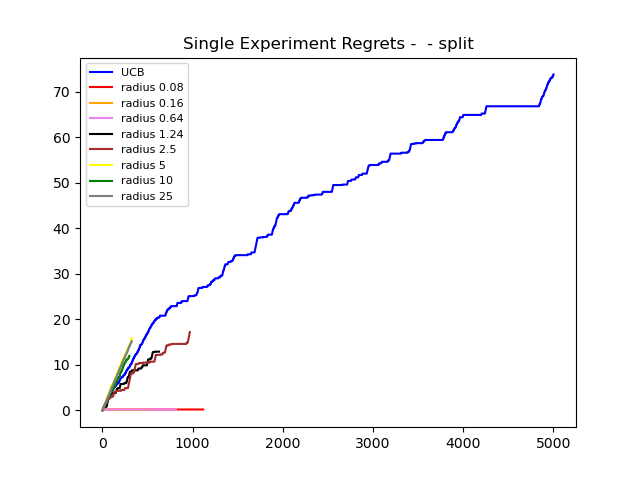 Single Experiment Regrets -  - split
UCB
radius 0.08
radius 0.16
radius 0.64
radius 1.24
radius 2.5
radius 5
radius 10
radius 25
70
60
50
40
30
20
10
0
0 1000 2000 3000 4000 5000